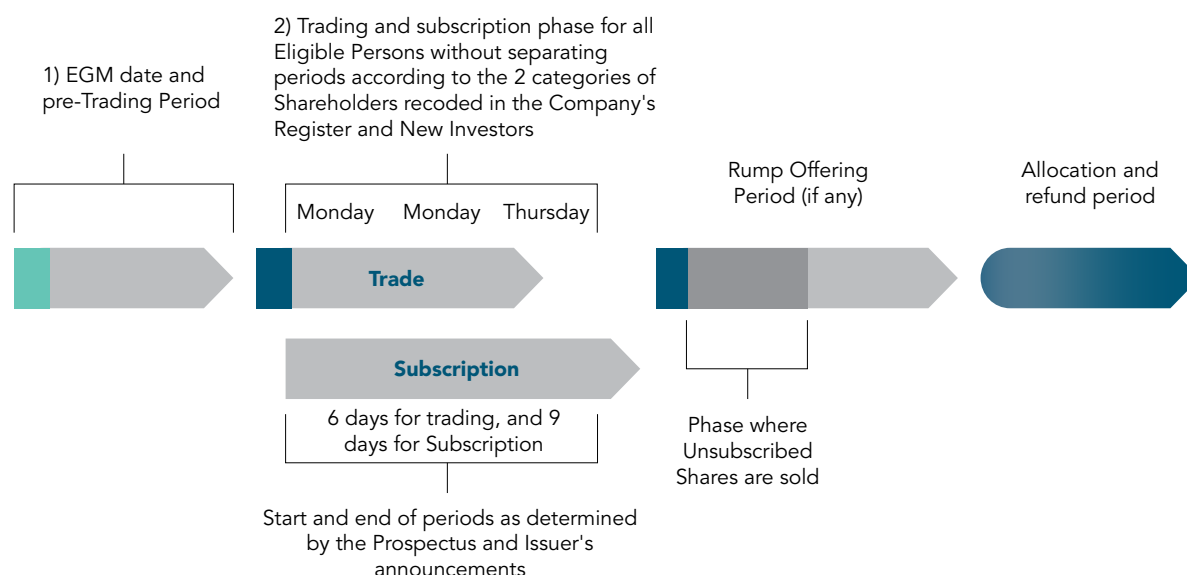 1) EGM date and
pre-Trading Period
2) Trading and subscription phase for all
Eligible Persons without separating
periods according to the 2 categories of
Shareholders recoded in the Company's
Register and New Investors
Monday Monday Thursday
Rump Offering
Period (if any)
Allocation and
refund period
Trade
Subscription
6 days for trading, and 9
days for Subscription
Phase where
Unsubscribed
Shares are sold
Start and end of periods as determined
by the Prospectus and Issuer's
announcements